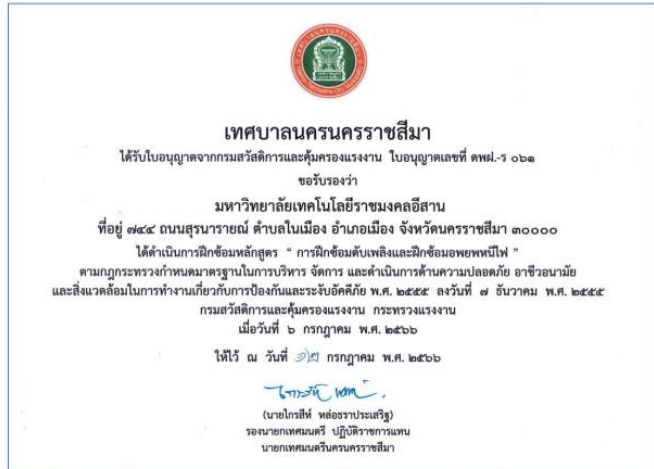 เทศบาลนครนครราชสีมา
ได้รับใบอนุญาตจากกรมสวัสดิการและคุ้มครองแรงงาน ใบอนุญาตเลขที่ ดพฝ.-ร ๐๖๑
ขอรับรองว่า
มหาวิทยาลัยเทคโนโลยีราชมงคลอีสาน
ที่อยู่ ๗๔๔ ถนนสุรนารายณ์ ตำบลในเมือง อำเภอเมือง จังหวัดนครราชสีมา ๓๐๐๐๐
ได้ดำเนินการฝึกซ้อมหลักสูตร “ การฝึกซ้อมดับเพลิงและฝึกซ้อมอพยพหนีไฟ ”
ตามกฎกระทรวงกำหนดมาตรฐานในการบริหาร จัดการ และดำเนินการด้านความปลอดภัย อาชีวอนามัย
และสิ่งแวดล้อมในการทำงานเกี่ยวกับการป้องกันและระงับอัคคีภัย พ.ศ. ๒๕๕๕ ลงวันที่ ๗ ธันวาคม พ.ศ. ๒๕๕๕
กรมสวัสดิการและคุ้มครองแรงงาน กระทรวงแรงงาน
เมื่อวันที่ ๖ กรกฎาคม พ.ศ. ๒๕๖๖
ให้ไว้ ณ วันที่ ๑๒ กรกฎาคม พ.ศ. ๒๕๖๖
(นายไกรสีห์ หล่อธราประเสริฐ)
รองนายกเทศมนตรี ปฏิบัติราชการแทน
นายกเทศมนตรีนครนครราชสีมา